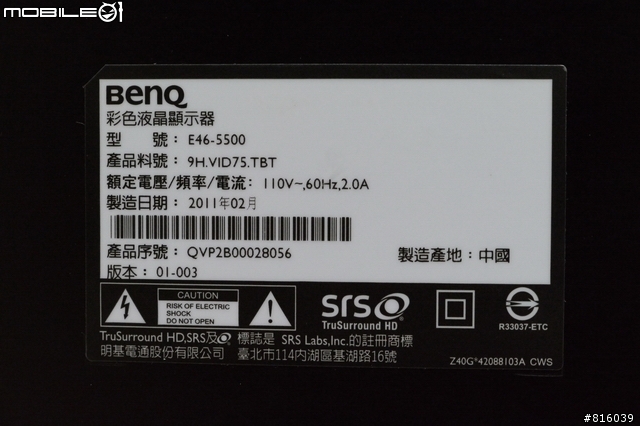 MOBILE01
BenQ
彩色液晶顯示器
型　　號： E46-5500
產品料號： 9H.VID75.TBT
額定電壓/頻率/電流： 110V~,60Hz,2.0A
製造日期： 2011年02月
產品序號： QVP2B00028056
製造產地：中國
版本： 01-003
CAUTION
RISK OF ELECTRIC
SHOCK
DO NOT OPEN
SRS
TruSurround HD
R33037-ETC
TruSurround HD,SRS及 標誌是 SRS Labs,Inc.的註冊商標
明基電通股份有限公司 臺北市114內湖區基湖路16號
Z40G*42088103A CWS
#816039